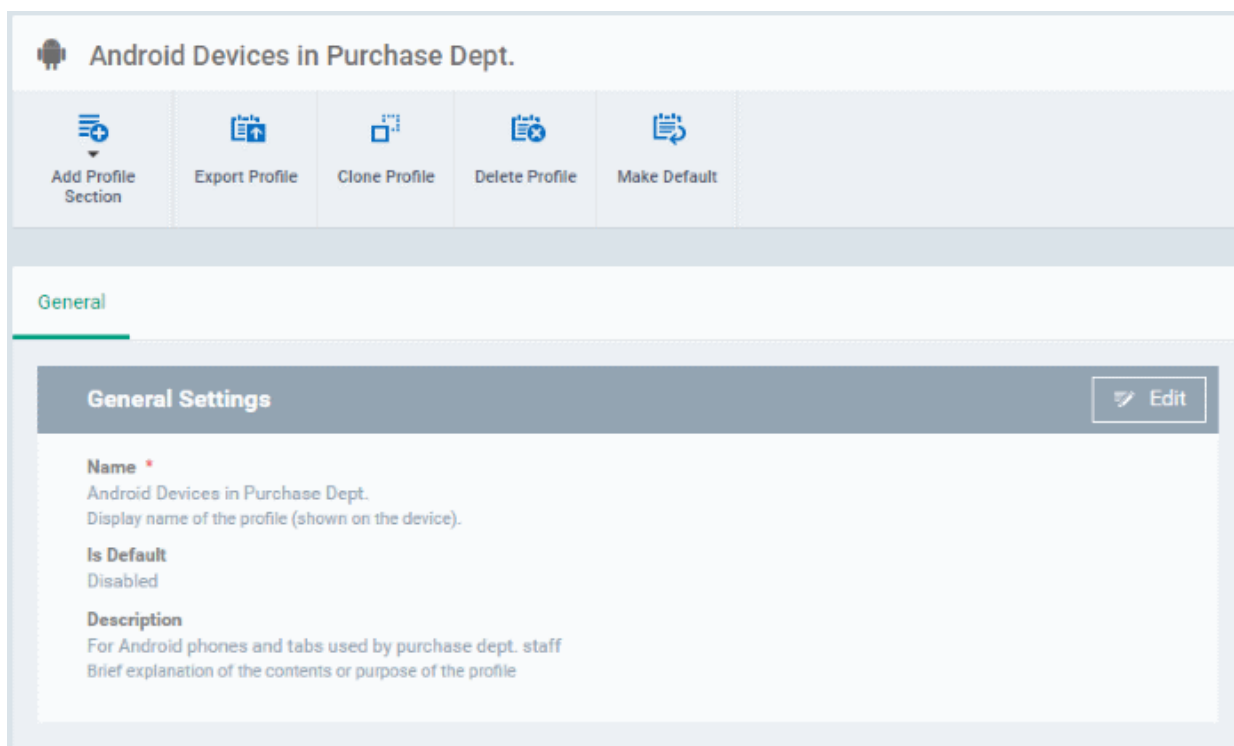 Android Devices in Purchase Dept.
Add Profile
Section
Export Profile
Clone Profile
Delete Profile
Make Default
General
General Settings
Edit
Name *
Android Devices in Purchase Dept.
Display name of the profile (shown on the device).
Is Default
Disabled
Description
For Android phones and tabs used by purchase dept. staff
Brief explanation of the contents or purpose of the profile